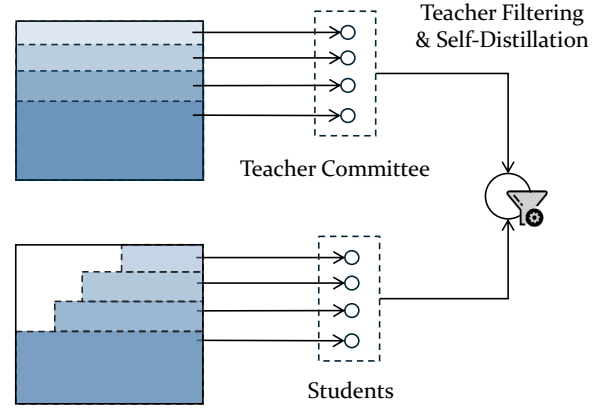 Teacher Filtering
& Self-Distillation
Teacher Committee
Students